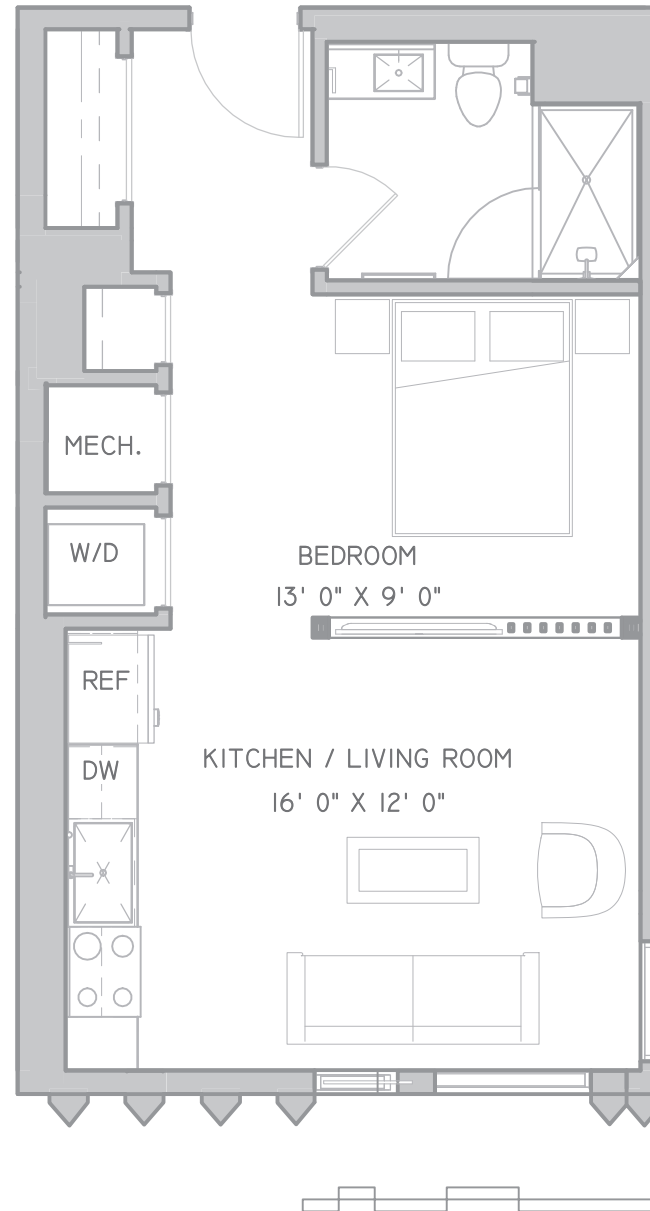 MECH.
W/D
BEDROOM
13' 0" X 9' 0"
REF
KITCHEN / LIVING ROOM
DW
16' 0" X 12' 0"